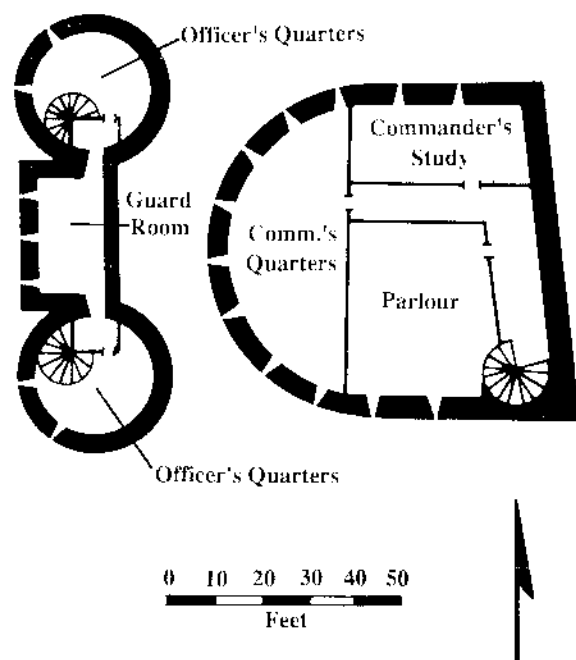 Officer's Quarters
Commander's
Study
Guard
Room
Comm.'s
Quarters
Parlour
Officer's Quarters
0 10 20 30 40 50
Feet